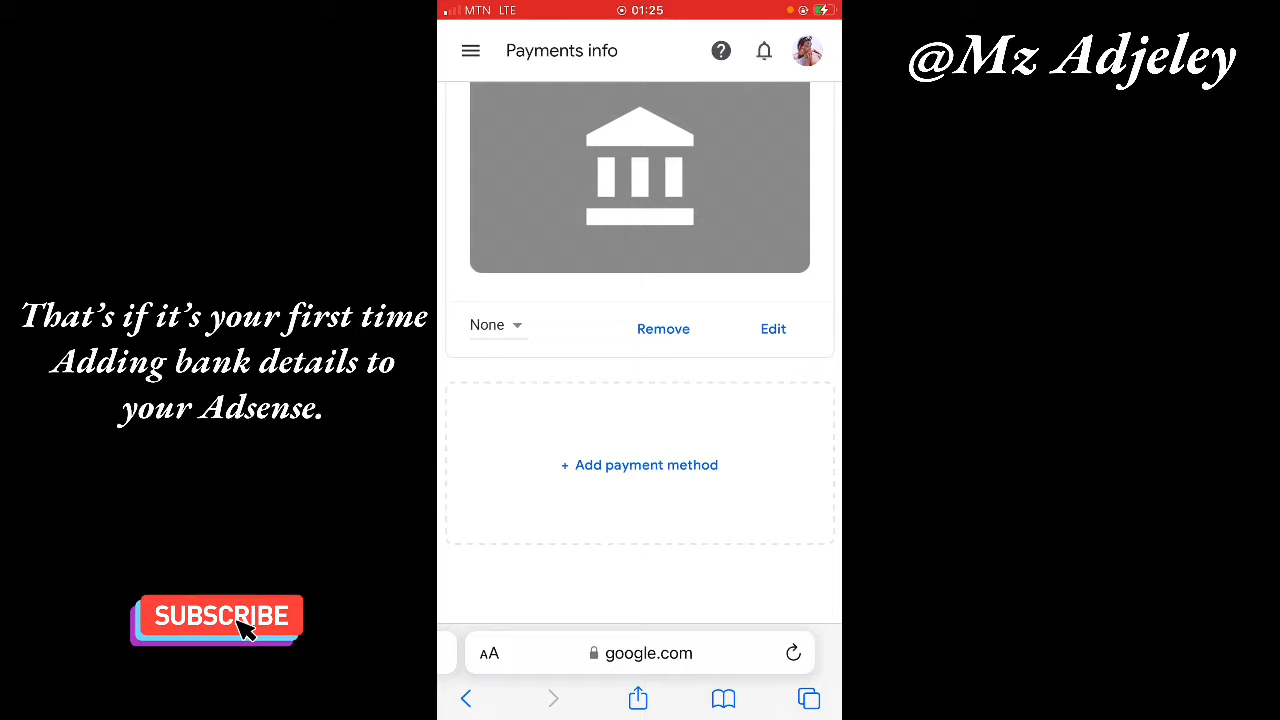 MTN LTE 01:25
Payments info
@Mz Adjeley
That's if it's your first time
Adding bank details to
your Adsense.
None Remove Edit
+ Add payment method
SUBSCRIBE
AA google.com